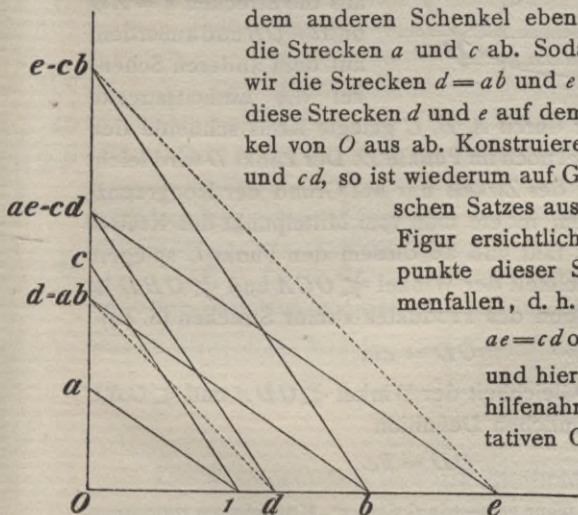 dem anderen Schenkel eben
die Strecken a und c ab. Soda
wir die Strecken d = ab und e
diese Strecken d und e auf dem
kel von O aus ab. Konstruiere
und cd, so ist wiederum auf G
schen Satzes aus
Figur ersichtlich
punkte dieser S
menfallen, d. h.
ae = cd o
und hier
hilfenahm
tativen G
e-cb
ae-cd
c
d-ab
a
O 1 d b e